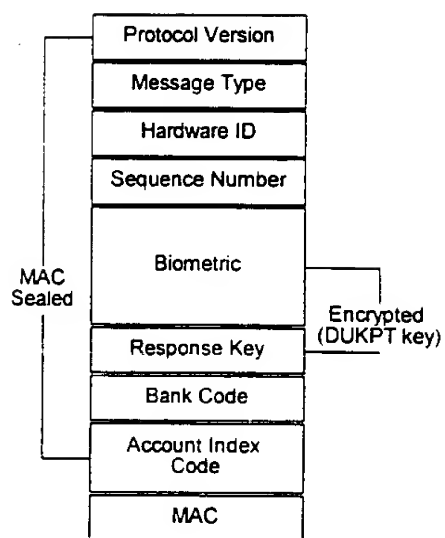 Protocol Version
Message Type
Hardware ID
Sequence Number
Biometric
MAC
Sealed
Encrypted
(DUKPT key)
Response Key
Bank Code
Account Index
Code
MAC